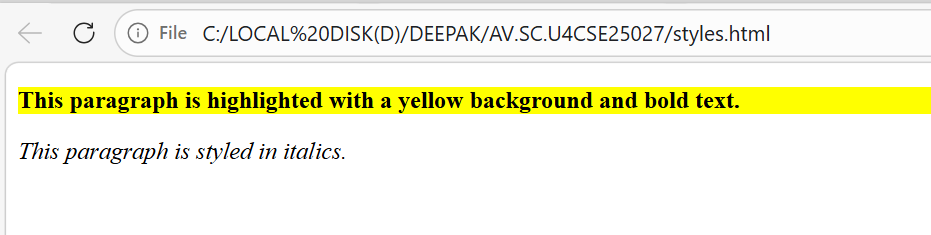 File C:/LOCAL%20DISK(D)/DEEPAK/AV.SC.U4CSE25027/styles.html
This paragraph is highlighted with a yellow background and bold text.
This paragraph is styled in italics.